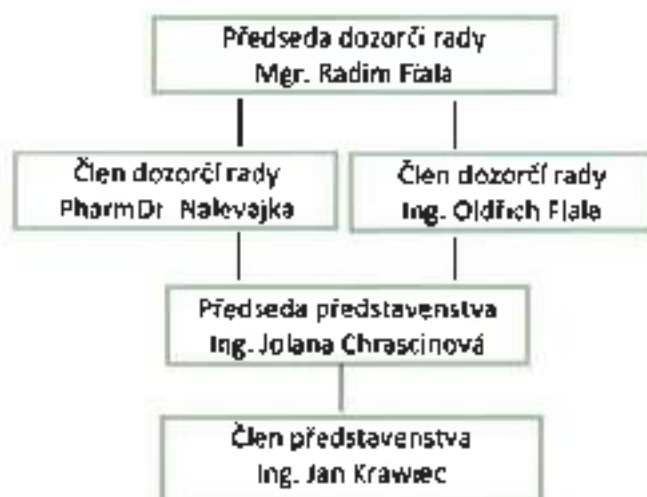 Předseda dozorčí rady
Mgr. Radim Fiala
Člen dozorčí rady
PharmDr. Nalevajka
Člen dozorčí rady
Ing. Oldřich Fiala
Předseda představenstva
Ing. Jolana Chrascinová
Člen představenstva
Ing. Jan Krawiec